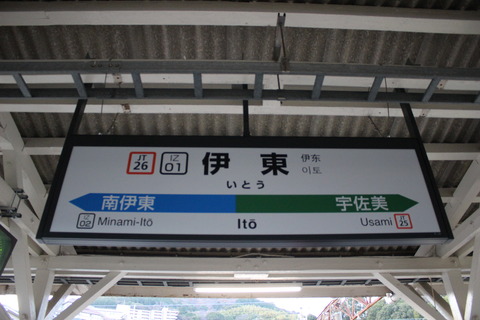 JT 26 IZ 01 伊東 伊东
이토
いとう
南伊東 宇佐美
IZ 02 Minami-Itō Itō Usami JT 25